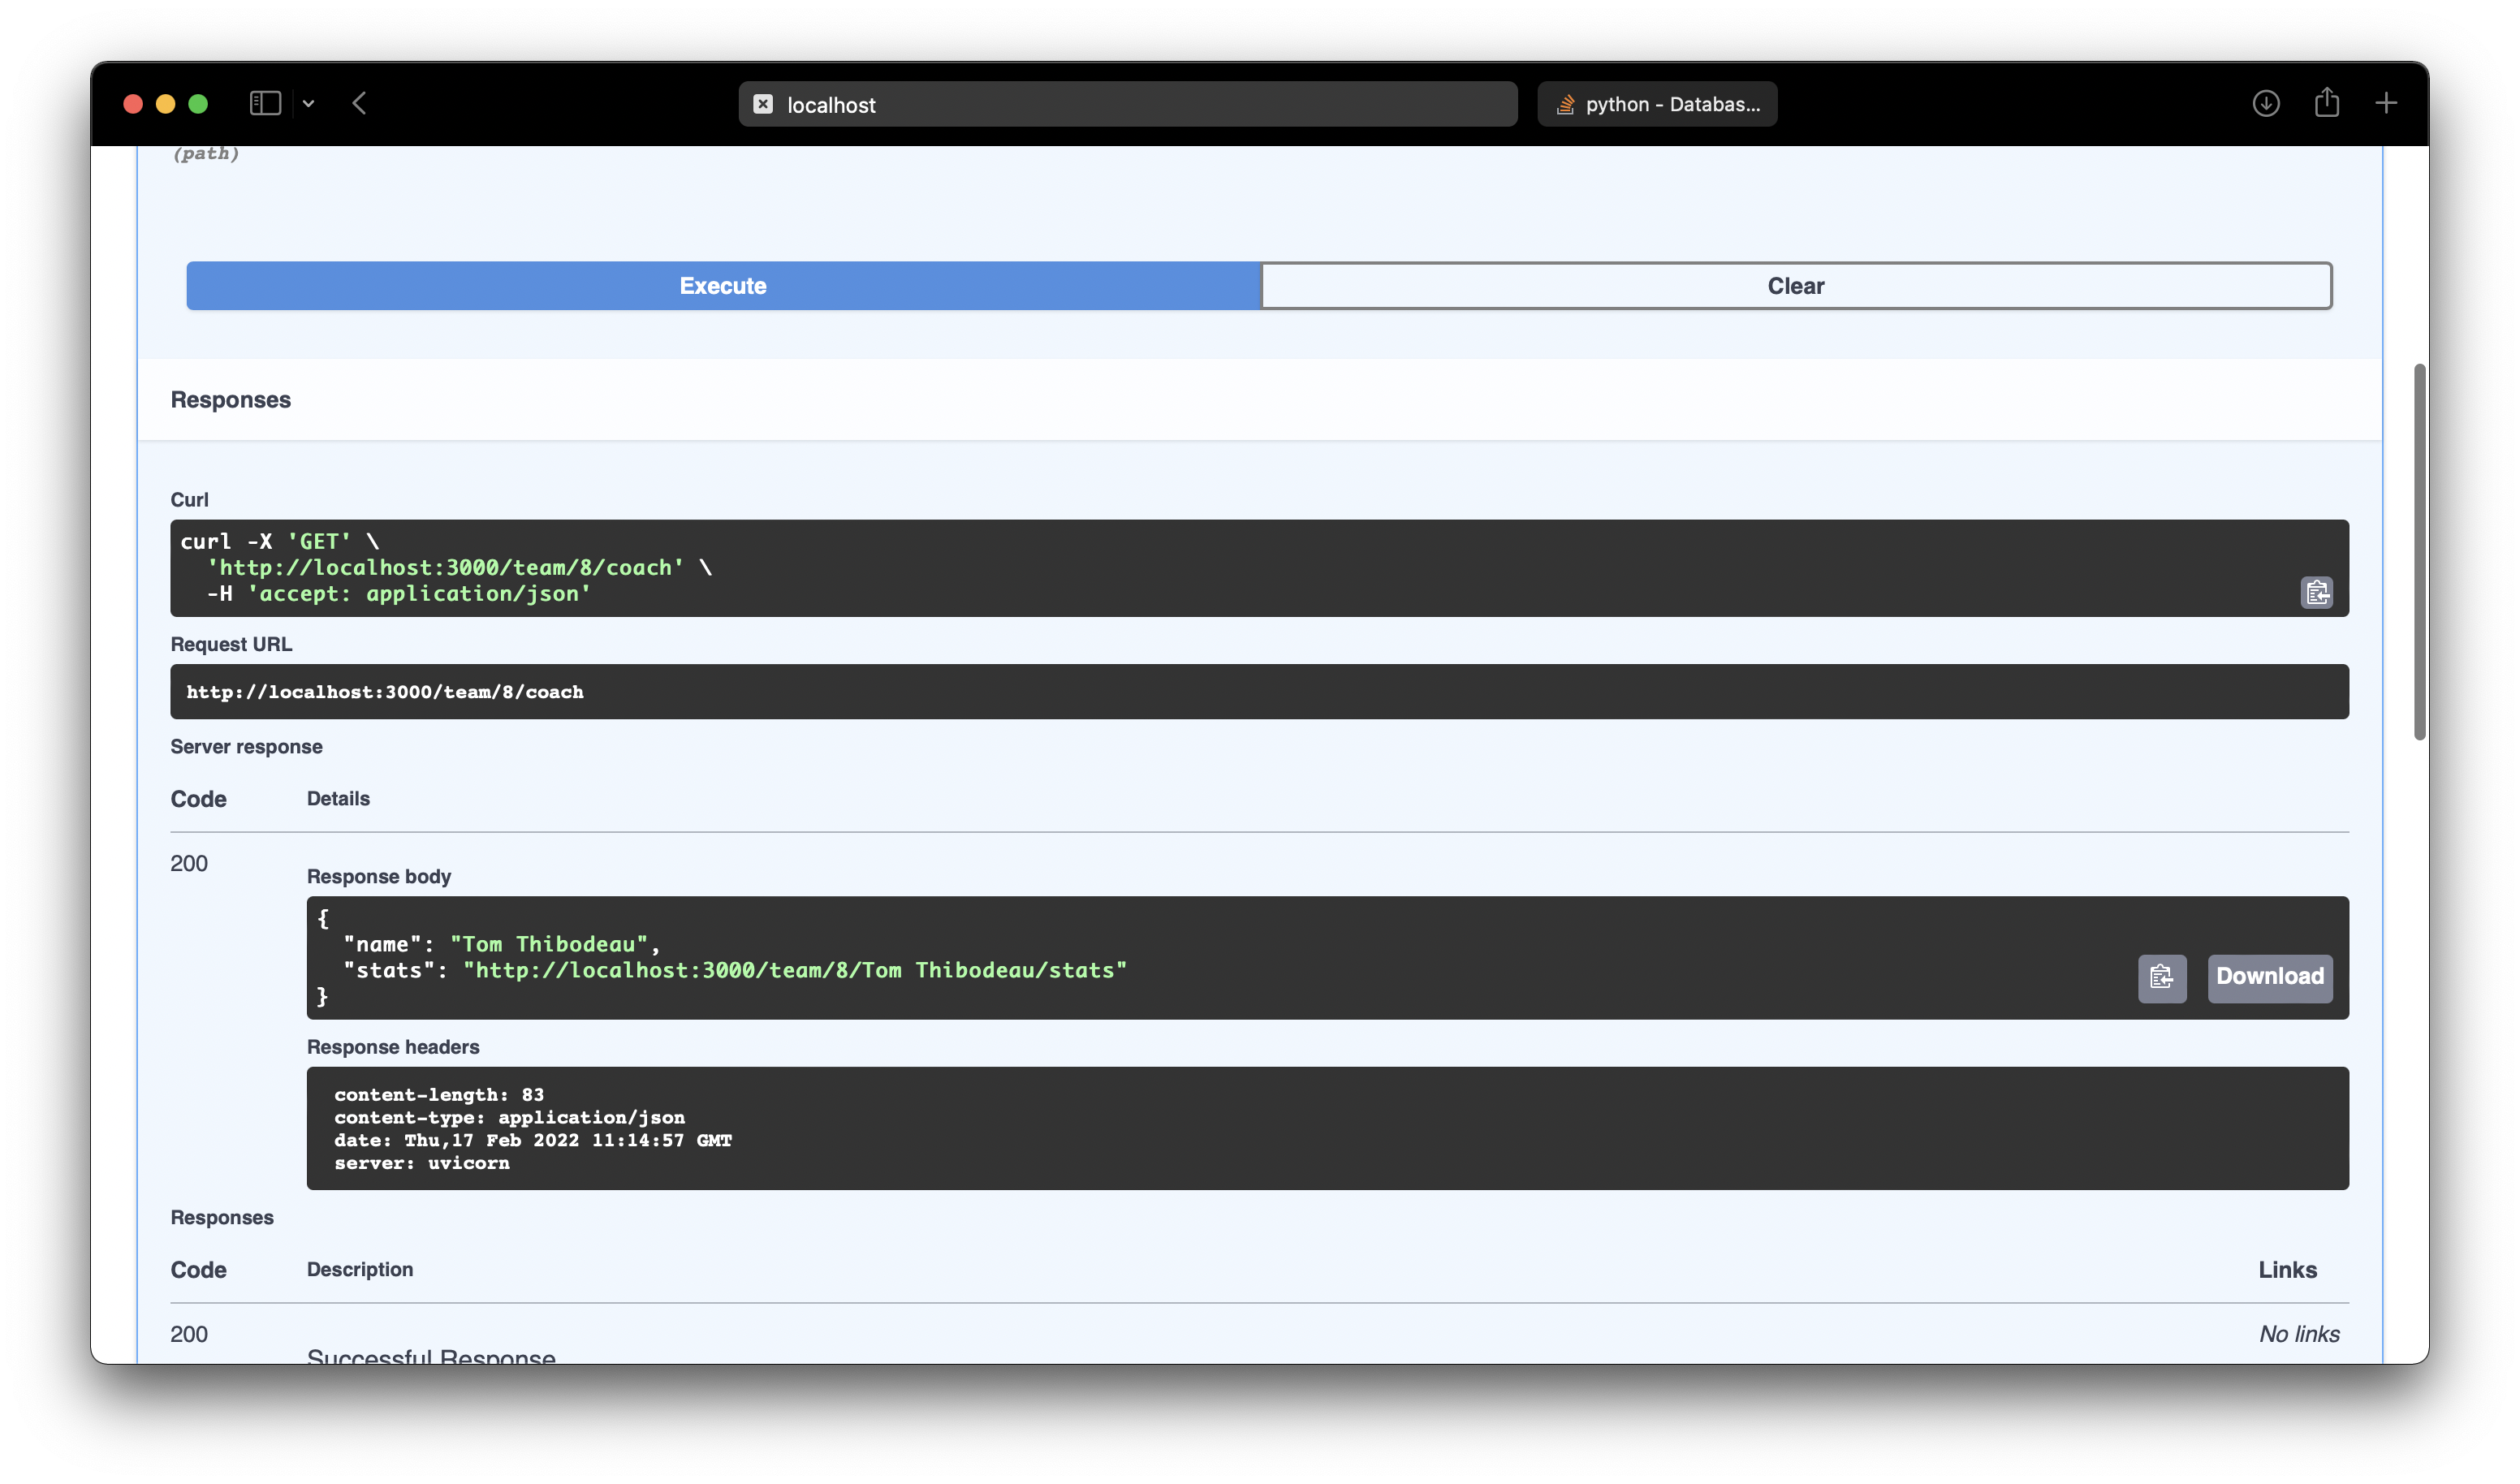 localhost
python - Databas...
(path)
Execute
Clear
Responses
Curl
curl -X 'GET' \
'http://localhost:3000/team/8/coach' \
-H 'accept: application/json'
Request URL
http://localhost:3000/team/8/coach
Server response
Code Details
200
Response body
{
"name": "Tom Thibodeau",
"stats": "http://localhost:3000/team/8/Tom Thibodeau/stats"
}
Download
Response headers
content-length: 83
content-type: application/json
date: Thu,17 Feb 2022 11:14:57 GMT
server: uvicorn
Responses
Code Description Links
200 No links
Successful Response